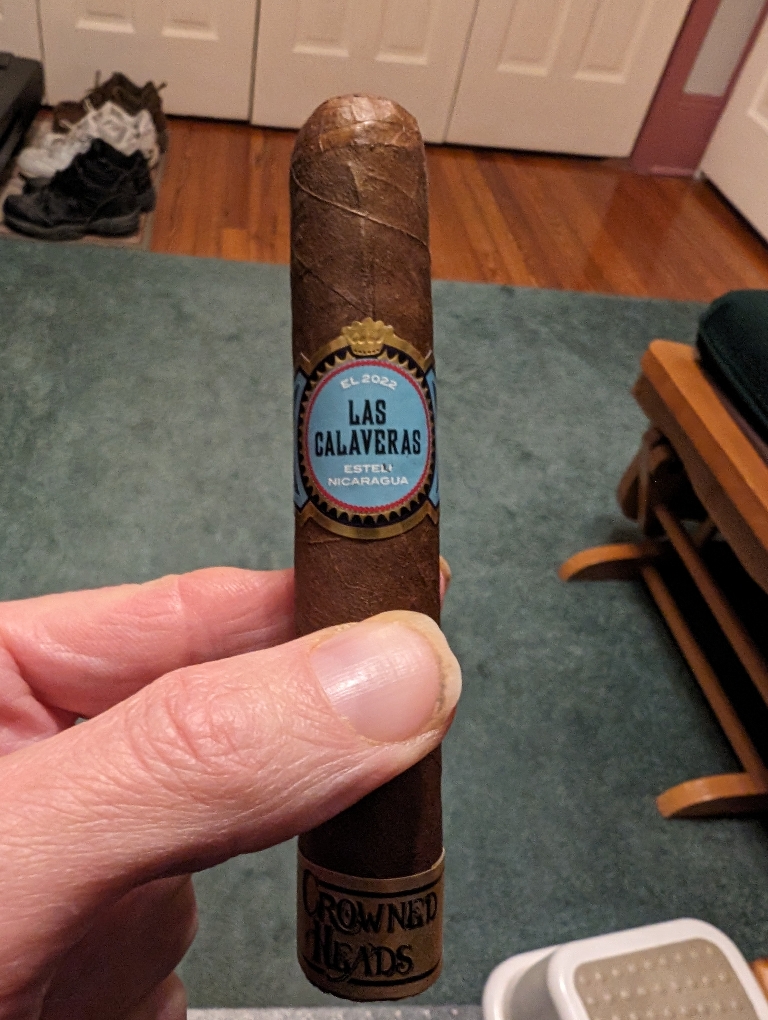 EL 2022
LAS
CALAVERAS
ESTELI
NICARAGUA
CROWNED
HEADS